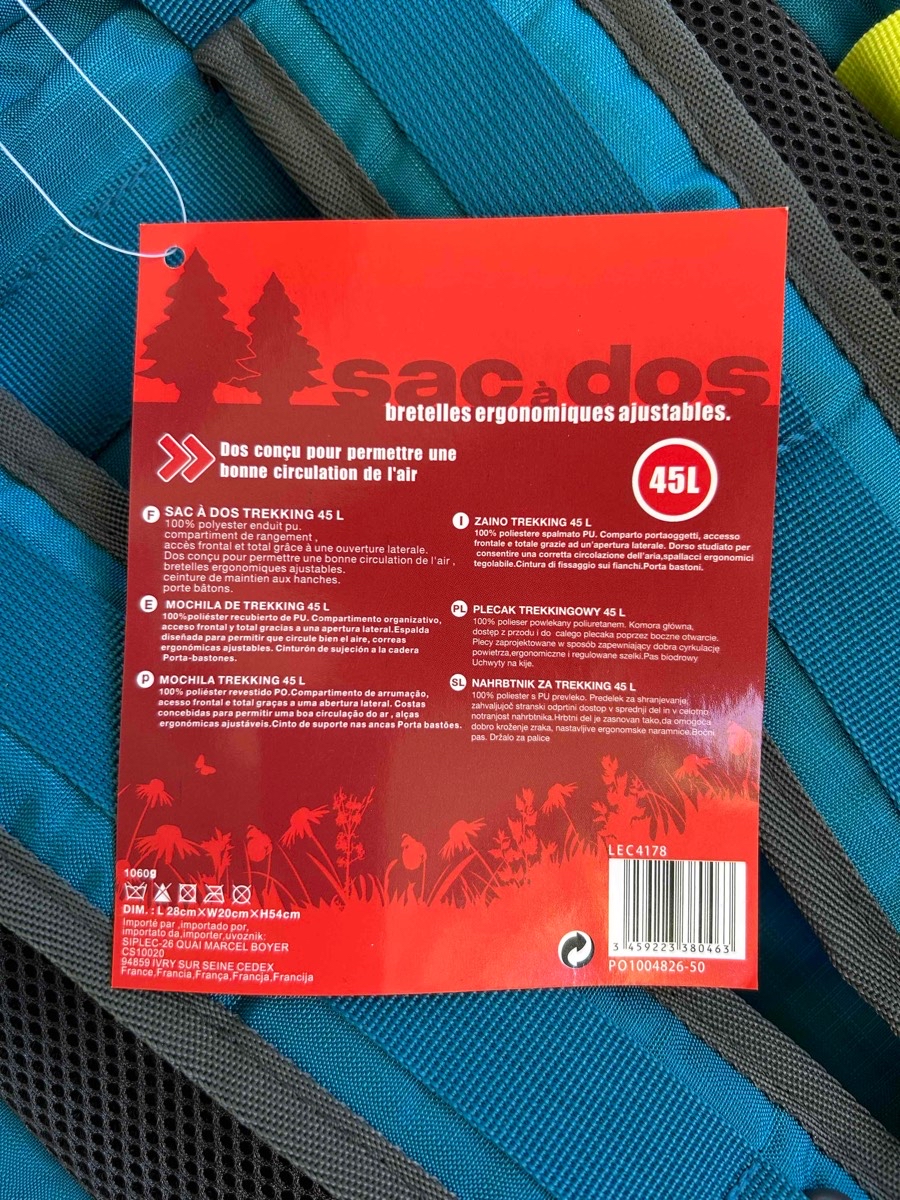 sac à dos
bretelles ergonomiques ajustables.
Dos conçu pour permettre une
bonne circulation de l'air
45L
F SAC À DOS TREKKING 45 L
100% polyester enduit pu.
compartiment de rangement ,
accès frontal et total grâce à une ouverture laterale.
Dos conçu pour permettre une bonne circulation de l'air ,
bretelles ergonomiques ajustables.
ceinture de maintien aux hanches.
porte bâtons.
E MOCHILA DE TREKKING 45 L
100%poliéster recubierto de PU. Compartimento organizativo,
acceso frontal y total gracias a una apertura lateral.Espalda
diseñada para permitir que circule bien el aire, correas
ergonómicas ajustables. Cinturón de sujeción a la cadera
Porta-bastones.
P MOCHILA TREKKING 45 L
100% poliéster revestido PO.Compartimento de arrumação,
acesso frontal e total graças a uma abertura lateral. Costas
concebidas para permitir uma boa circulação do ar , alças
ergonómicas ajustáveis.Cinto de suporte nas ancas Porta bastões.
I ZAINO TREKKING 45 L
100% poliestere spalmato PU. Comparto portaoggetti, accesso
frontale e totale grazie ad un'apertura laterale. Dorso studiato per
consentire una corretta circolazione dell'aria,spallacci ergonomici
tegolabile.Cintura di fissaggio sui fianchi.Porta bastoni.
PL PLECAK TREKKINGOWY 45 L
100% polieser powlekany poliuretanem. Komora główna,
dostęp z przodu i do calego plecaka poprzez boczne otwarcie.
Plecy zaprojektowane w sposób zapewniający dobra cyrkulację
powietrza,ergonomiczne i regulowane szelki.Pas biodrowy
Uchwyty na kije.
SL NAHRBTNIK ZA TREKKING 45 L
100% poliester s PU prevleko. Predelek za shranjevanje,
zahvaljujoč stranski odprtini dostop v sprednji del in v celotno
notranjost nahrbtnika.Hrbtni del je zasnovan tako,da omogoča
dobro kroženje zraka, nastavljive ergonomske naramnice.Bočni
pas. Držalo za palice
1060g
DIM. : L 28cm×W20cm×H54cm
Importé par ,importado por,
importato da,importer,uvoznik:
SIPLEC-26 QUAI MARCEL BOYER
CS10020
94859 IVRY SUR SEINE CEDEX
France,Francia,França,Francja,Francija
LEC4178
3 459223 380463
PO1004826-50